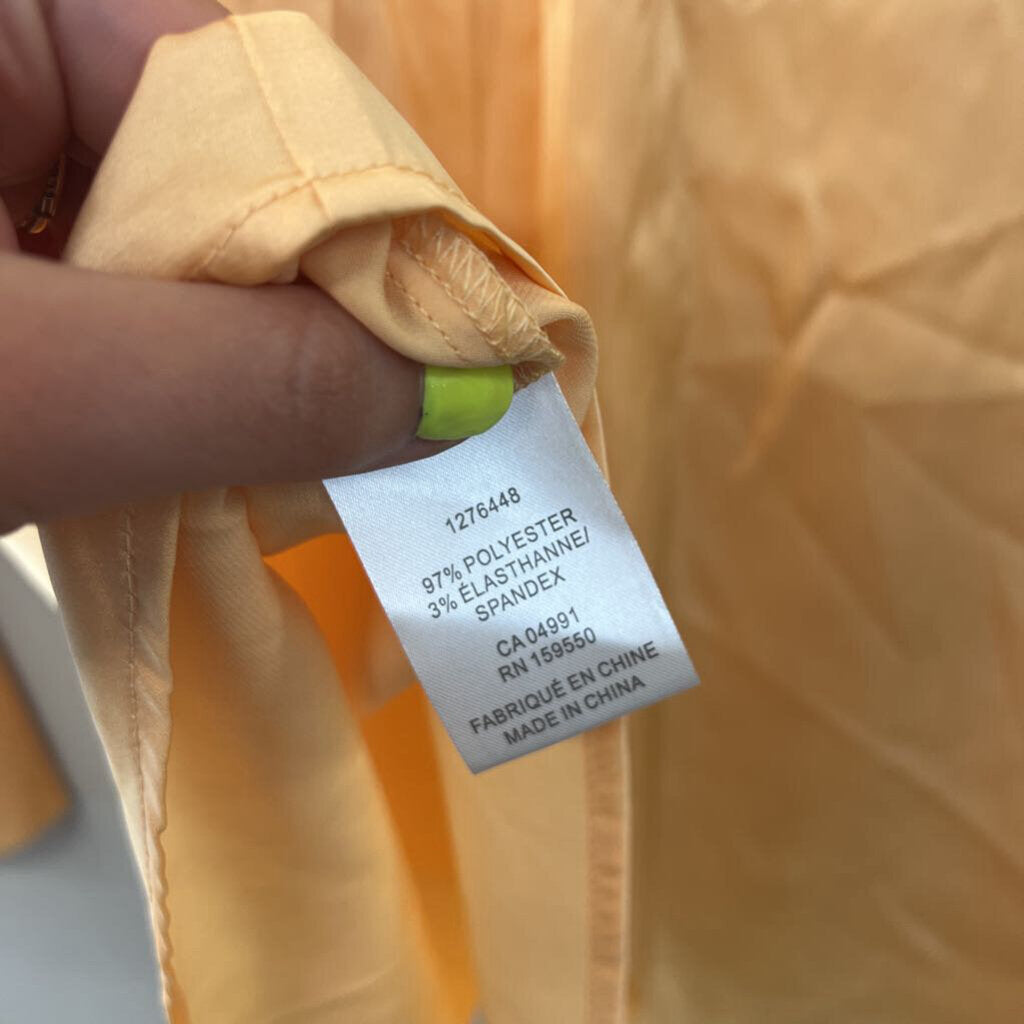 1276448
97% POLYESTER
3% ÉLASTHANNE/
SPANDEX
CA 04991
RN 159550
FABRIQUÉ EN CHINE
MADE IN CHINA